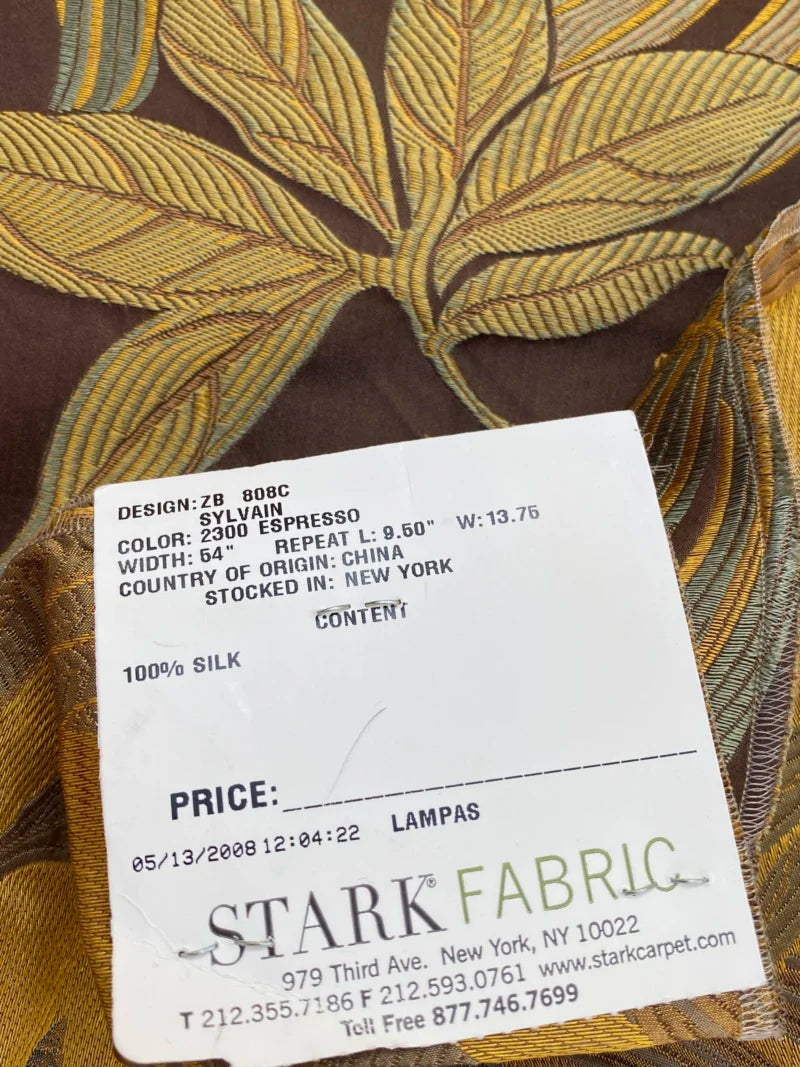 DESIGN: ZB 808C
SYLVAIN
COLOR: 2300 ESPRESSO
WIDTH: 54" REPEAT L: 9.50" W: 13.75
COUNTRY OF ORIGIN: CHINA
STOCKED IN: NEW YORK
CONTENT
100% SILK
PRICE:
05/13/2008 12:04:22 LAMPAS
STARK® FABRIC
979 Third Ave. New York, NY 10022
T 212.355.7186 F 212.593.0761 www.starkcarpet.com
Toll Free 877.746.7699